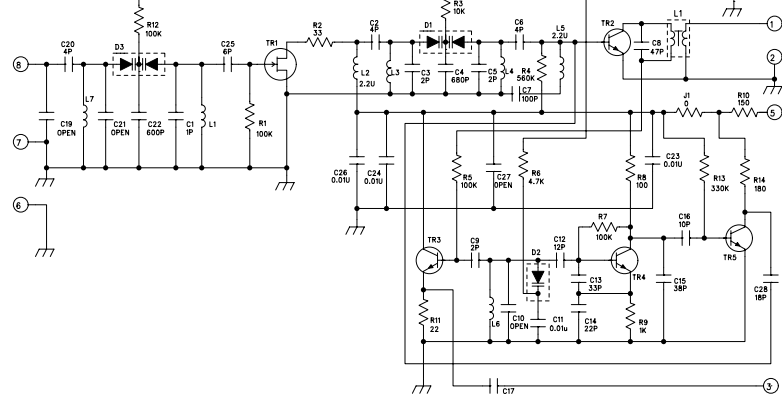 R12
100K
R3
10K
L1
1
C20
4P
D3
C25
6P
TR1
R2
33
C2
4P
D1
C6
4P
L5
2.2U
TR2
C8
47P
2
8
L2
2.2U
L3
C3
2P
C4
680P
C5
2P
L4
R4
560K
C7
100P
C19
OPEN
L7
C21
OPEN
C22
600P
C1
1P
L1
R1
100K
J1
0
R10
150
5
7
C26
0.01U
C24
0.01U
R5
100K
C27
OPEN
R6
4.7K
R8
100
C23
0.01U
R13
330K
R14
180
6
R7
100K
C16
10P
TR3
C9
2P
D2
C12
12P
TR4
TR5
C13
33P
C15
38P
C28
18P
R11
22
L6
C10
OPEN
C11
0.01u
C14
22P
R9
1K
C17
3